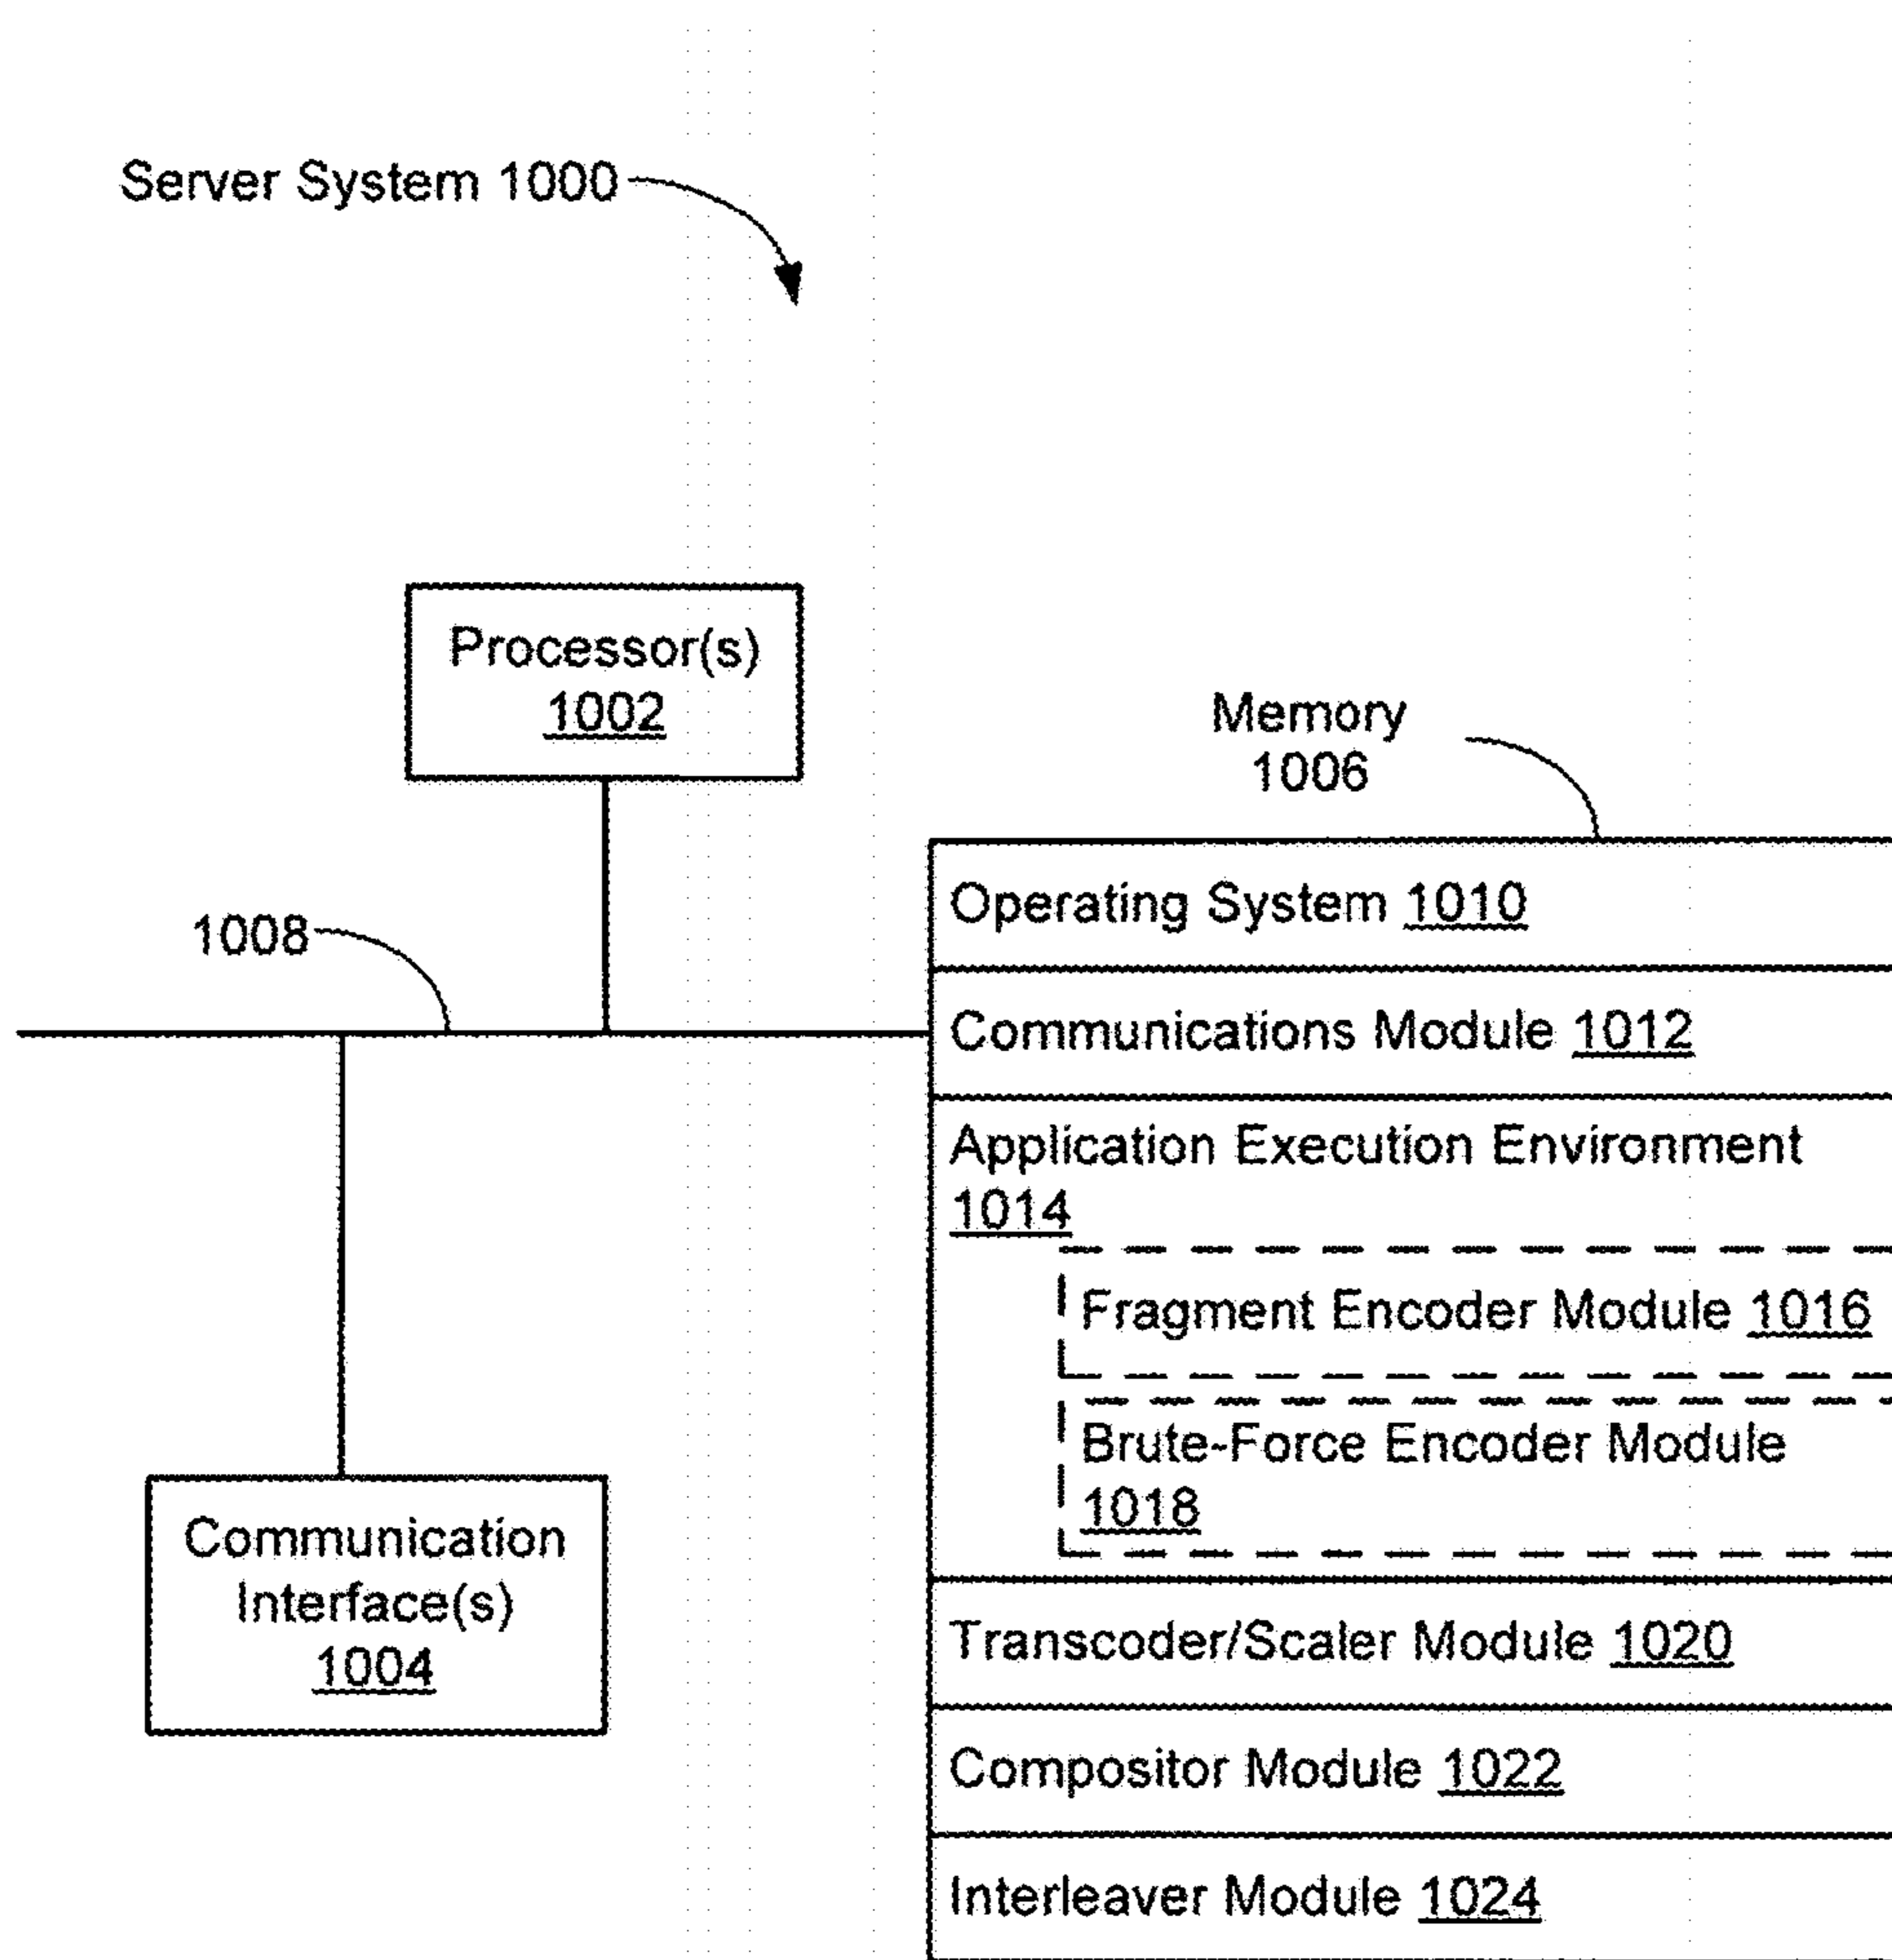 Server System 1000
Processor(s)
1002
Memory
1006
1008
Operating System 1010
Communications Module 1012
Application Execution Environment
1014
Fragment Encoder Module 1016
Brute-Force Encoder Module
1018
Communication
Interface(s)
1004
Transcoder/Scaler Module 1020
Compositor Module 1022
Interleaver Module 1024